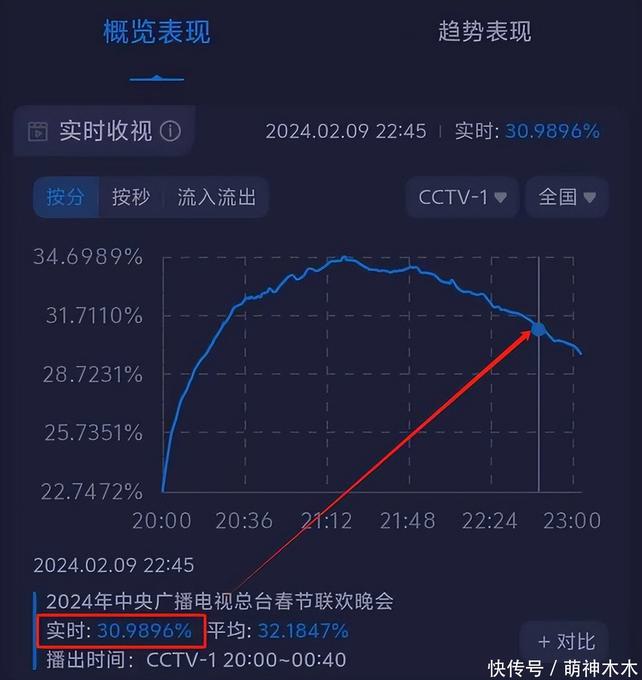 概览表现 趋势表现
实时收视 2024.02.09 22:45 实时: 30.9896%
按分 按秒 流入流出 CCTV-1 全国
34.6989%
31.7110%
28.7231%
25.7351%
22.7472%
20:00 20:36 21:12 21:48 22:24 23:00
2024.02.09 22:45
2024年中央广播电视总台春节联欢晚会
实时: 30.9896% 平均: 32.1847%
+ 对比
播出时间: CCTV-1 20:00~00:40
快传号 / 萌神木木